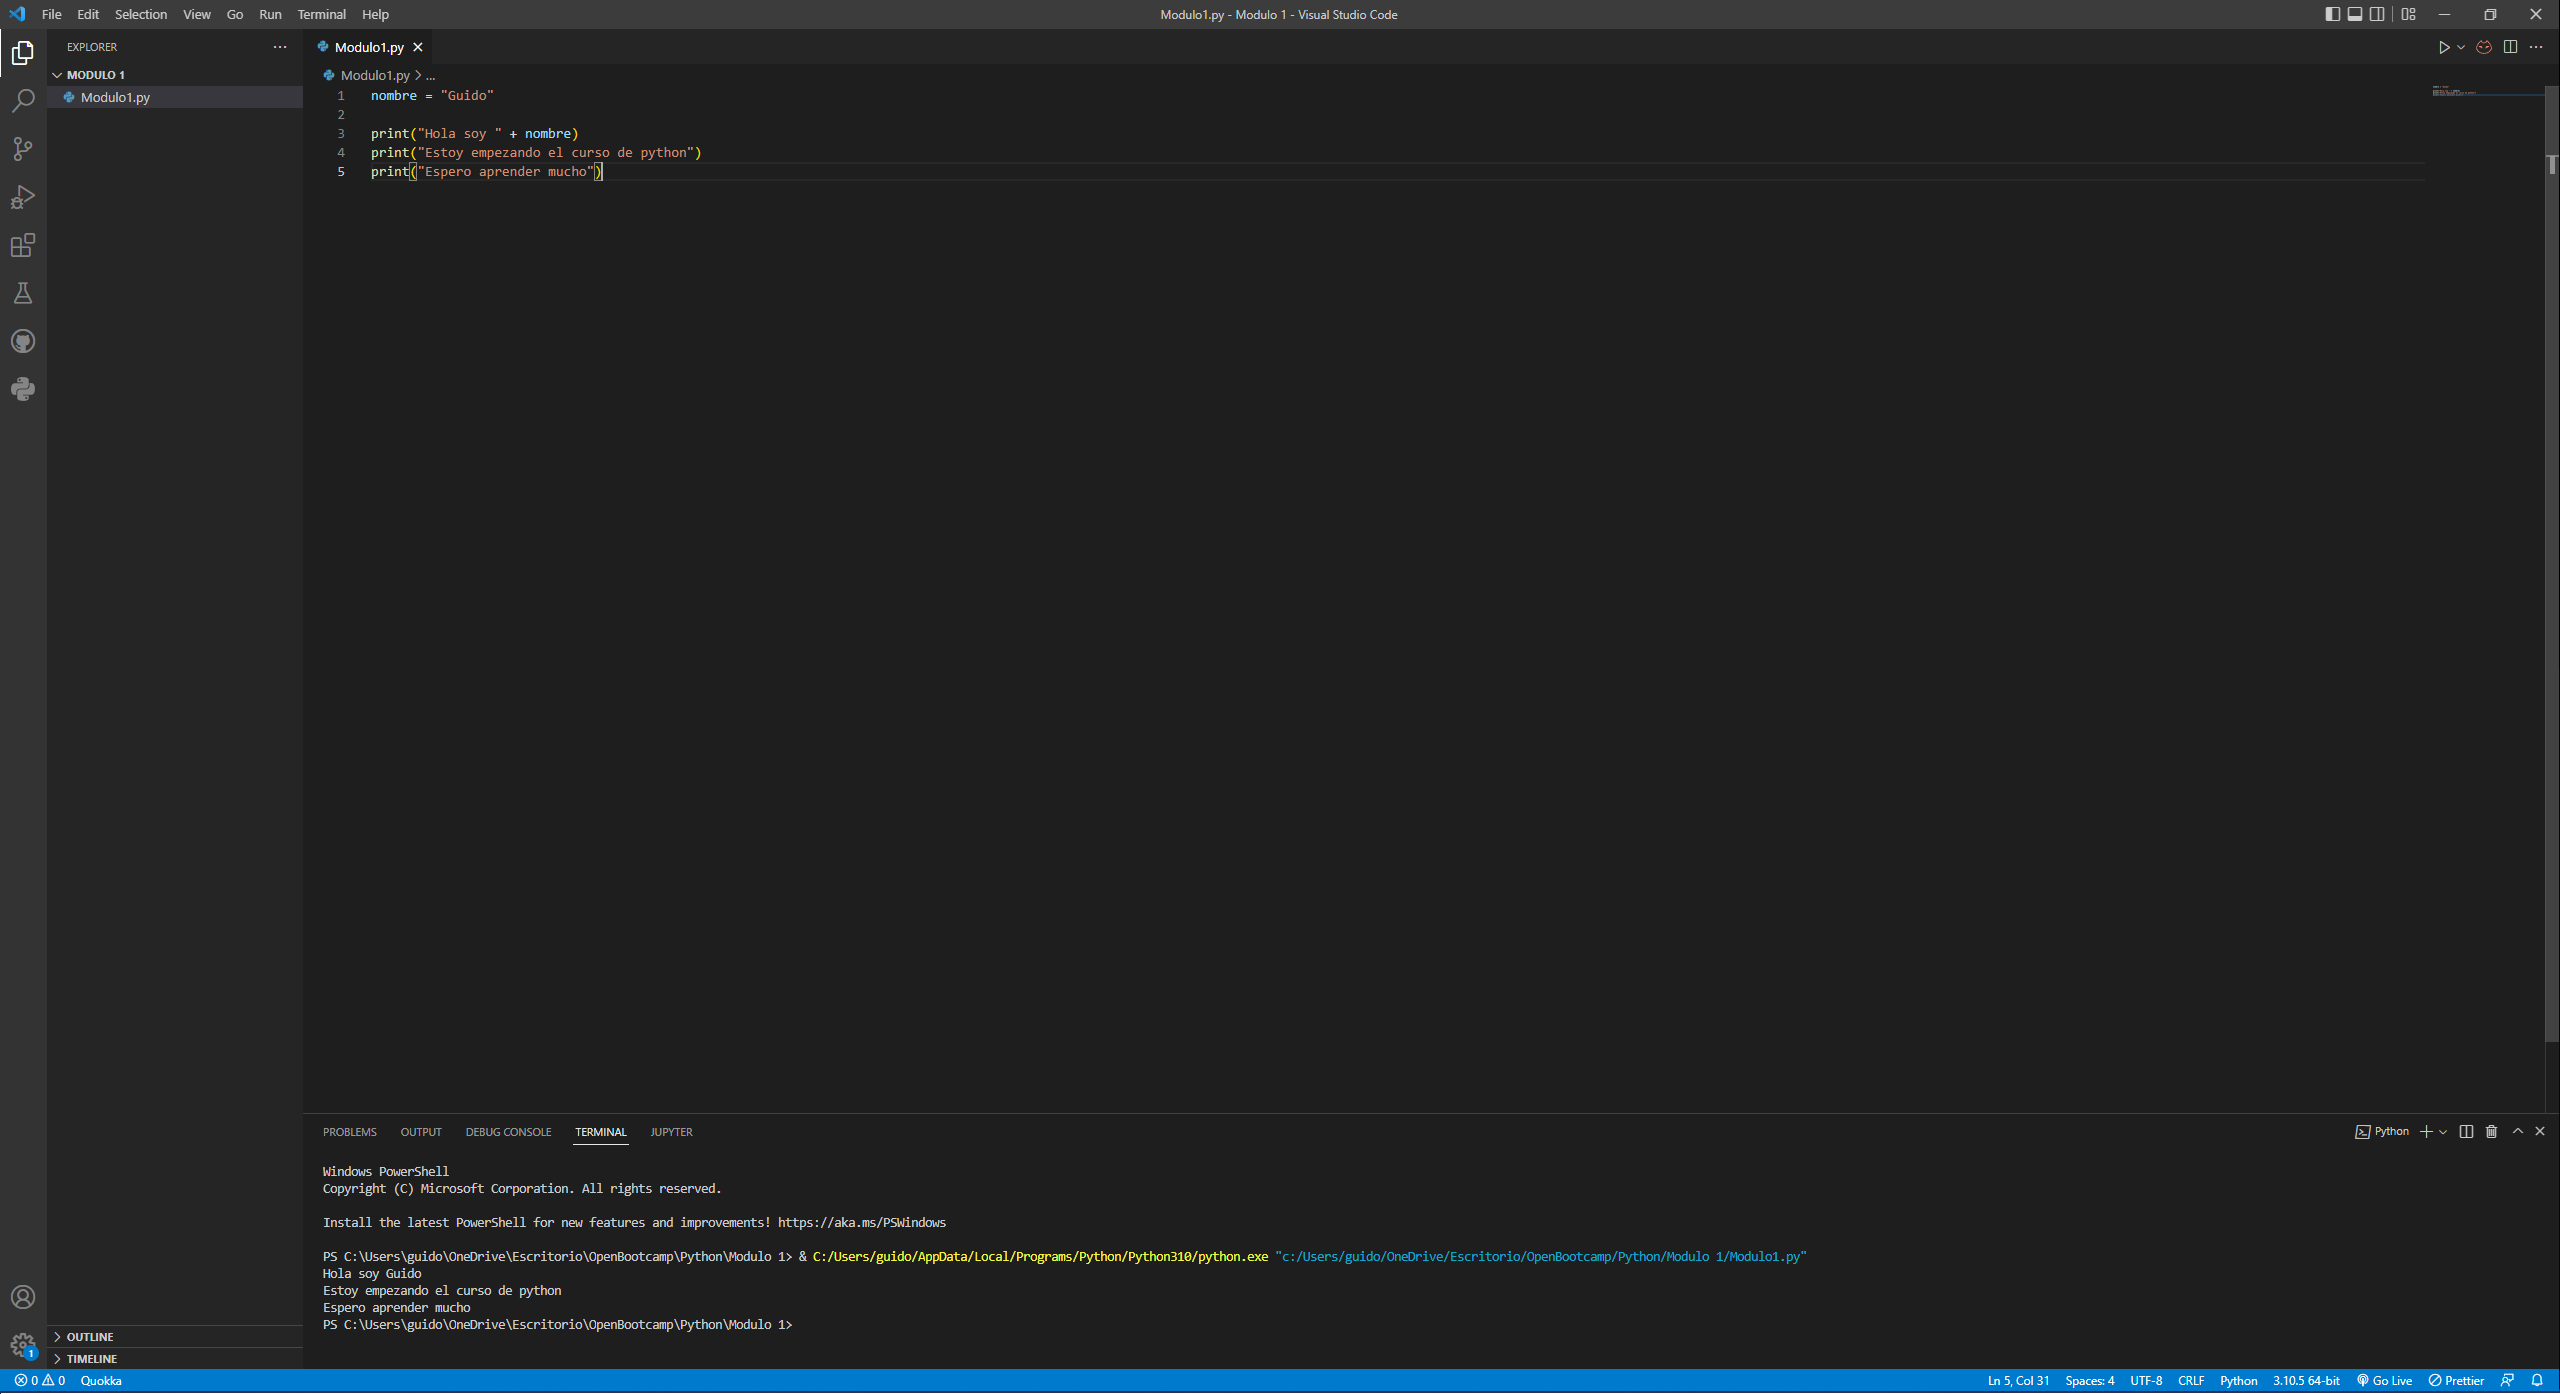 File Edit Selection View Go Run Terminal Help
Modulo1.py - Modulo 1 - Visual Studio Code
EXPLORER
MODULO 1
Modulo1.py
OUTLINE
TIMELINE
Modulo1.py
Modulo1.py > ...
1 nombre = "Guido"
2
3 print("Hola soy " + nombre)
4 print("Estoy empezando el curso de python")
5 print("Espero aprender mucho")
PROBLEMS OUTPUT DEBUG CONSOLE TERMINAL JUPYTER
Python
Windows PowerShell
Copyright (C) Microsoft Corporation. All rights reserved.
Install the latest PowerShell for new features and improvements! https://aka.ms/PSWindows
PS C:\Users\guido\OneDrive\Escritorio\OpenBootcamp\Python\Modulo 1> & C:/Users/guido/AppData/Local/Programs/Python/Python310/python.exe "c:/Users/guido/OneDrive/Escritorio/OpenBootcamp/Python/Modulo 1/Modulo1.py"
Hola soy Guido
Estoy empezando el curso de python
Espero aprender mucho
PS C:\Users\guido\OneDrive\Escritorio\OpenBootcamp\Python\Modulo 1>
1
0 0 Quokka
Ln 5, Col 31 Spaces: 4 UTF-8 CRLF Python 3.10.5 64-bit Go Live Prettier